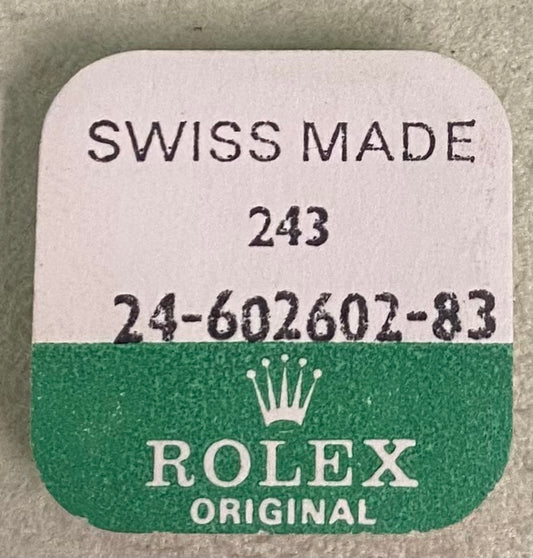 SWISS MADE
243
24-602602-83
ROLEX
ORIGINAL